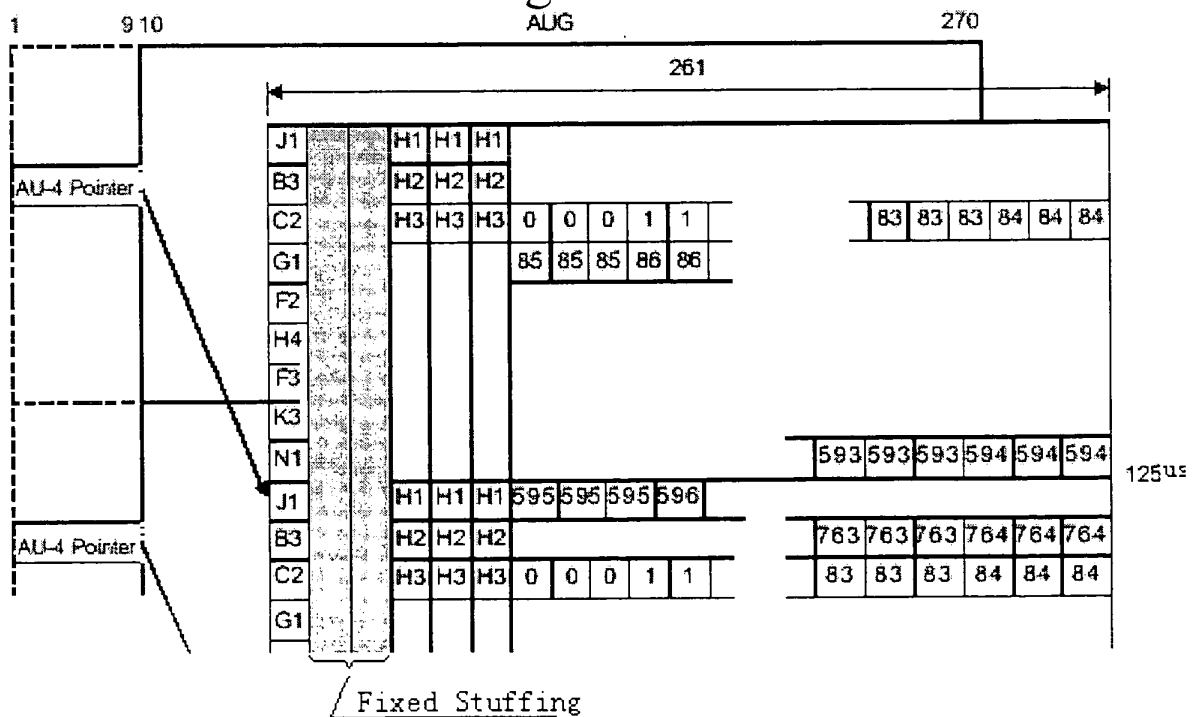 1 9 10 AUG 270
261
J1 H1 H1 H1
AU-4 Pointer B3 H2 H2 H2
C2 H3 H3 H3 0 0 0 1 1 83 83 83 84 84 84
G1 85 85 85 86 86
F2
H4
F3
K3
N1 593 593 593 594 594 594
125us
J1 H1 H1 H1 595 595 595 596
AU-4 Pointer B3 H2 H2 H2 763 763 763 764 764 764
C2 H3 H3 H3 0 0 0 1 1 83 83 83 84 84 84
G1
Fixed Stuffing